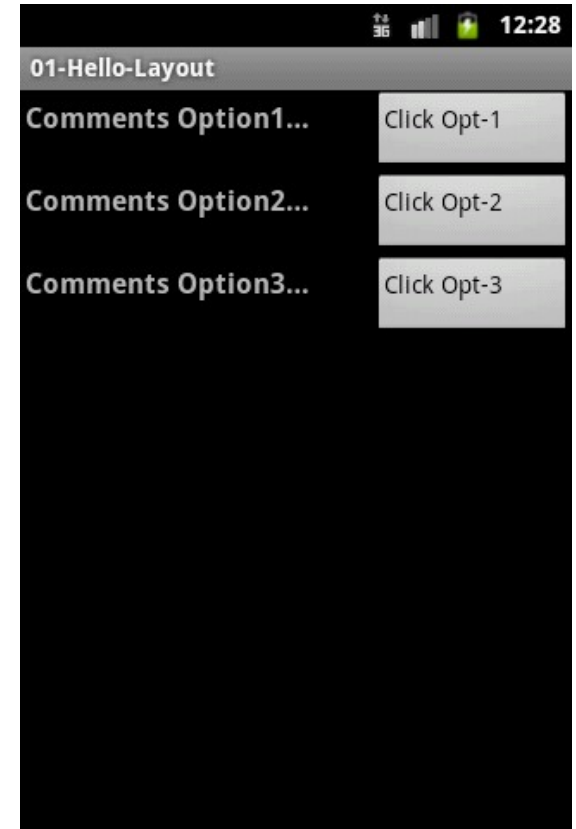 3G 12:28
01-Hello-Layout
Comments Option1... Click Opt-1
Comments Option2... Click Opt-2
Comments Option3... Click Opt-3